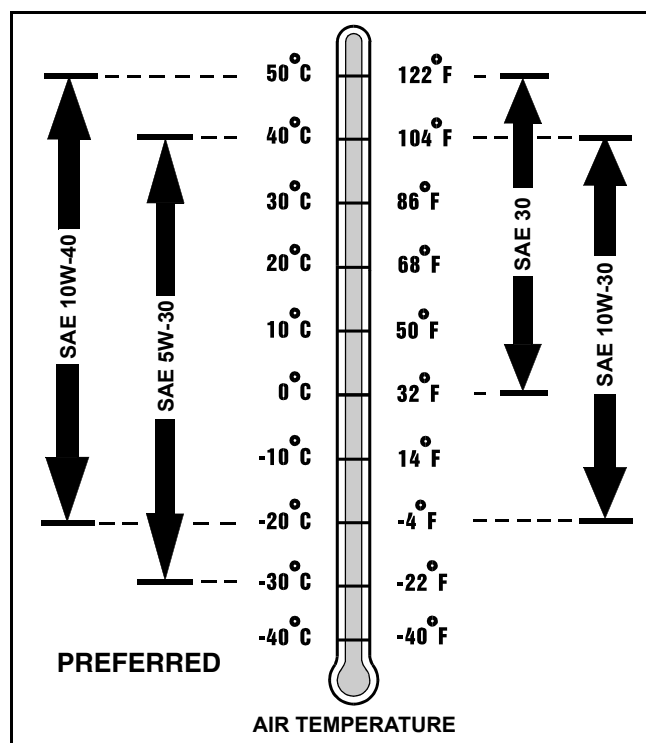 50°C 122°F
40°C 104°F
30°C 86°F
20°C 68°F
10°C 50°F
0°C 32°F
-10°C 14°F
-20°C -4°F
-30°C -22°F
-40°C -40°F
SAE 10W-40
SAE 5W-30
SAE 30
SAE 10W-30
PREFERRED
AIR TEMPERATURE